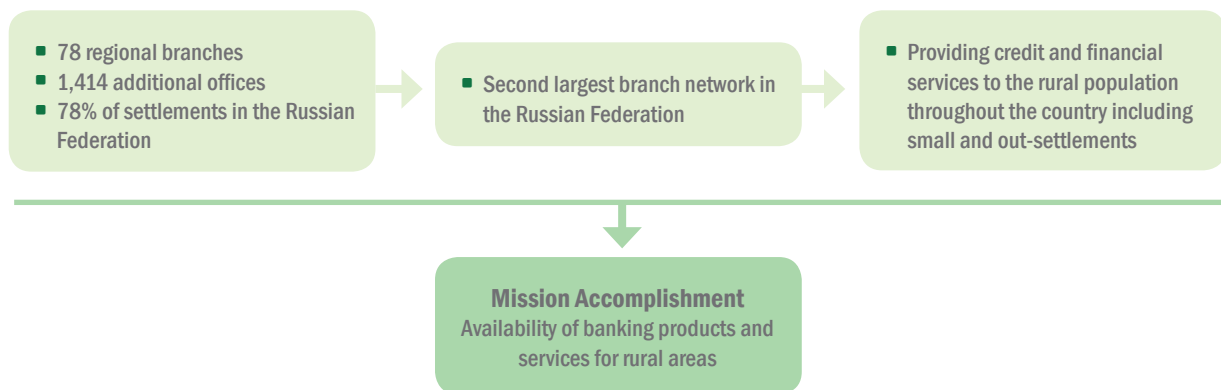 78 regional branches
1,414 additional offices
78% of settlements in the Russian
Federation
Second largest branch network in
the Russian Federation
Providing credit and financial
services to the rural population
throughout the country including
small and out-settlements
Mission Accomplishment
Availability of banking products and
services for rural areas